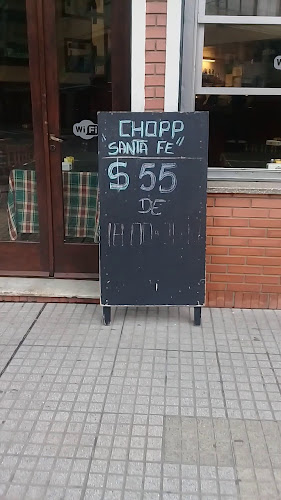 WiFi
"CHOPP
SANTA FE"
$55
DE